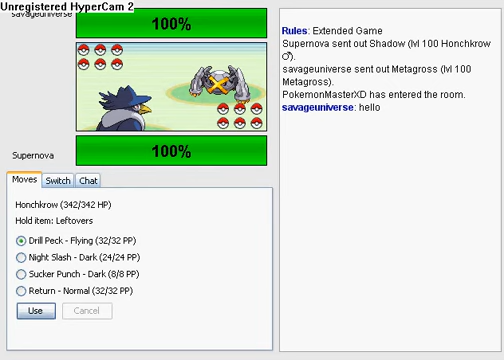 Unregistered HyperCam 2
savageuniverse
100%
100%
Supernova
Moves
Switch
Chat
Honchkrow (342/342 HP)
Hold item: Leftovers
Drill Peck - Flying (32/32 PP)
Night Slash - Dark (24/24 PP)
Sucker Punch - Dark (8/8 PP)
Return - Normal (32/32 PP)
Use
Cancel
Rules: Extended Game
Supernova sent out Shadow (lvl 100 Honchkrow
♂).
savageuniverse sent out Metagross (lvl 100
Metagross).
PokemonMasterXD has entered the room.
savageuniverse: hello